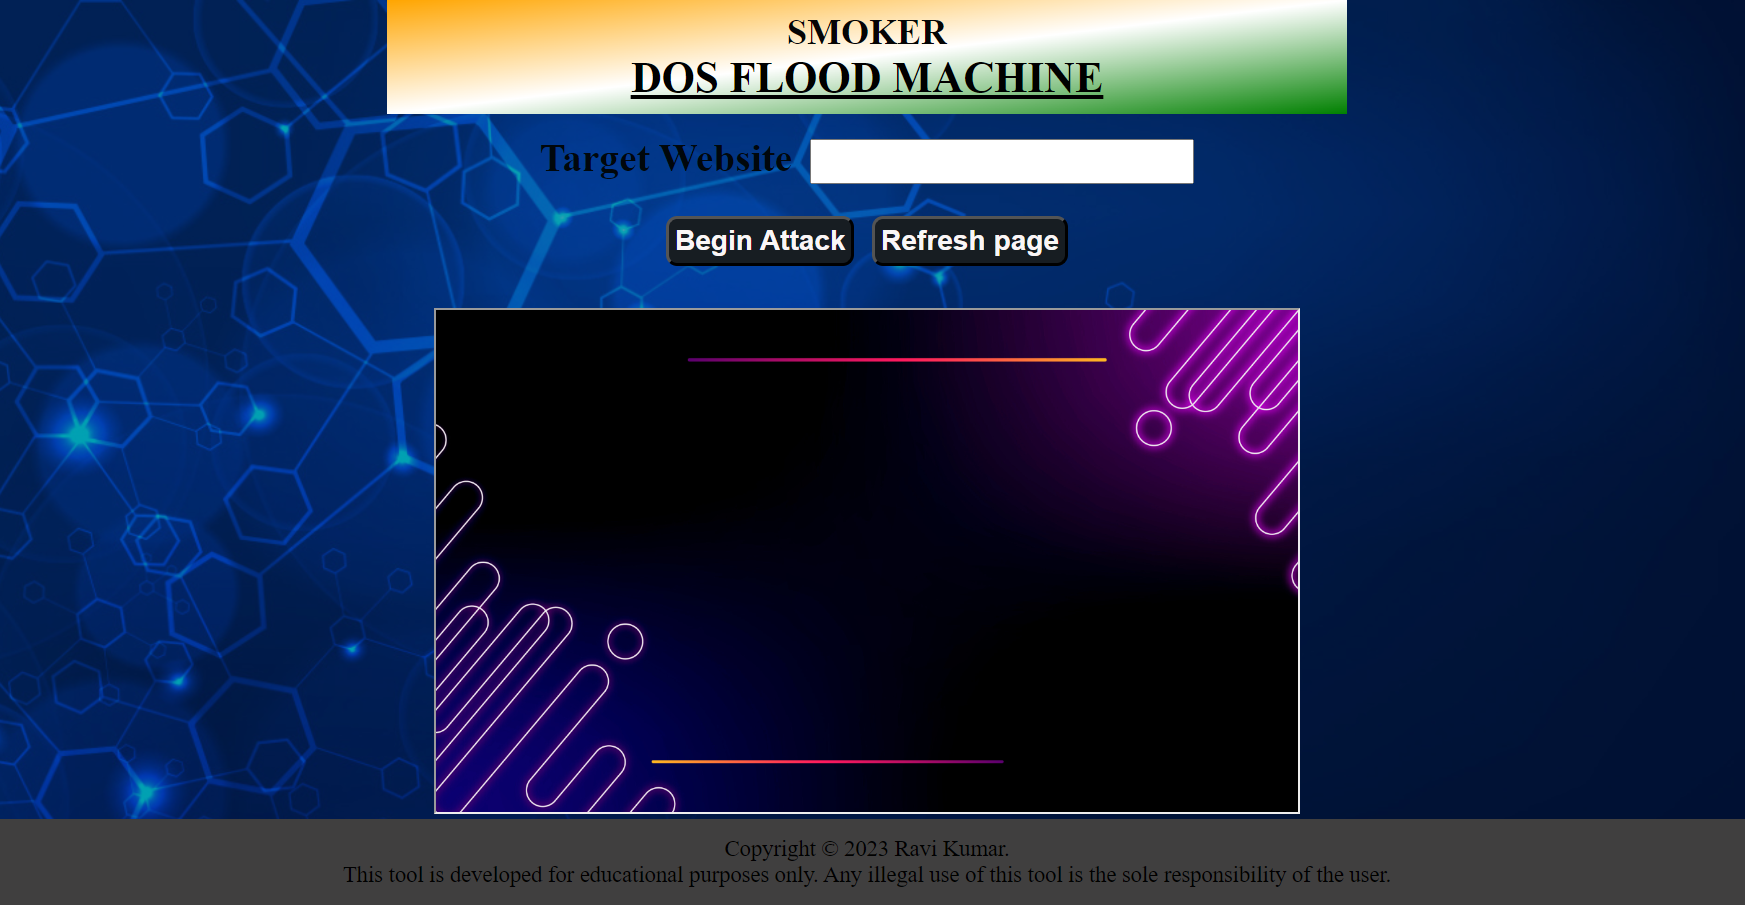 SMOKER
DOS FLOOD MACHINE
Target Website
Begin Attack Refresh page
Copyright © 2023 Ravi Kumar.
This tool is developed for educational purposes only. Any illegal use of this tool is the sole responsibility of the user.